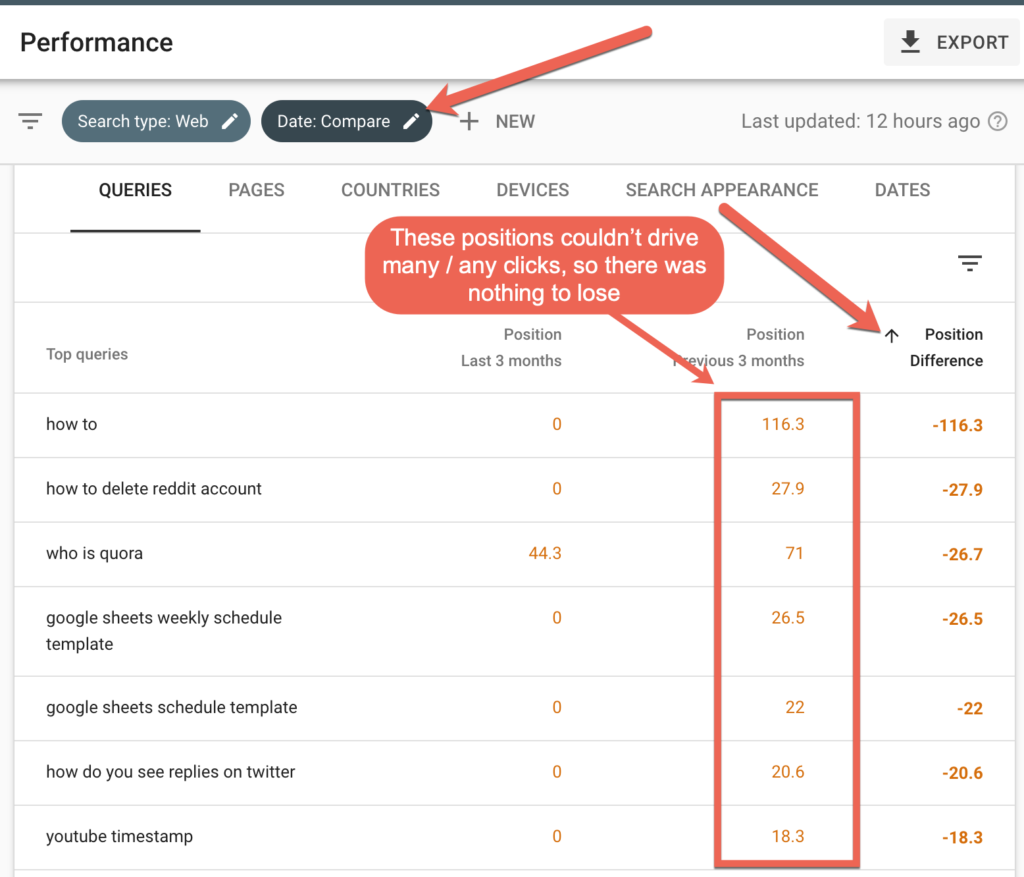 Performance
EXPORT
Search type: Web
Date: Compare
NEW
Last updated: 12 hours ago
QUERIES
PAGES
COUNTRIES
DEVICES
SEARCH APPEARANCE
DATES
These positions couldn't drive
many / any clicks, so there was
nothing to lose
Top queries
Position
Last 3 months
Position
Previous 3 months
Position
Difference
how to
0
116.3
-116.3
how to delete reddit account
0
27.9
-27.9
who is quora
44.3
71
-26.7
google sheets weekly schedule
template
0
26.5
-26.5
google sheets schedule template
0
22
-22
how do you see replies on twitter
0
20.6
-20.6
youtube timestamp
0
18.3
-18.3